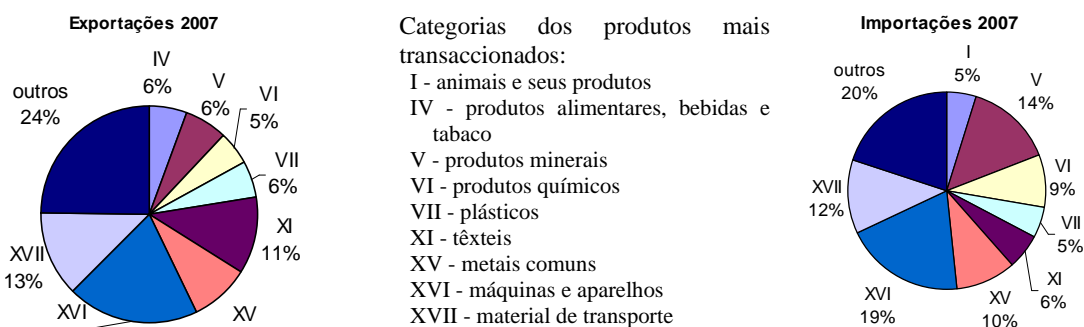 Exportações 2007
IV
6%
V
6%
VI
5%
VII
6%
XI
11%
XV
XVI
XVII
13%
outros
24%
Categorias dos produtos mais
transaccionados:
I - animais e seus produtos
IV - produtos alimentares, bebidas e
tabaco
V - produtos minerais
VI - produtos químicos
VII - plásticos
XI - têxteis
XV - metais comuns
XVI - máquinas e aparelhos
XVII - material de transporte
Importações 2007
I
5%
V
14%
VI
9%
VII
5%
XI
6%
XV
10%
XVI
19%
XVII
12%
outros
20%